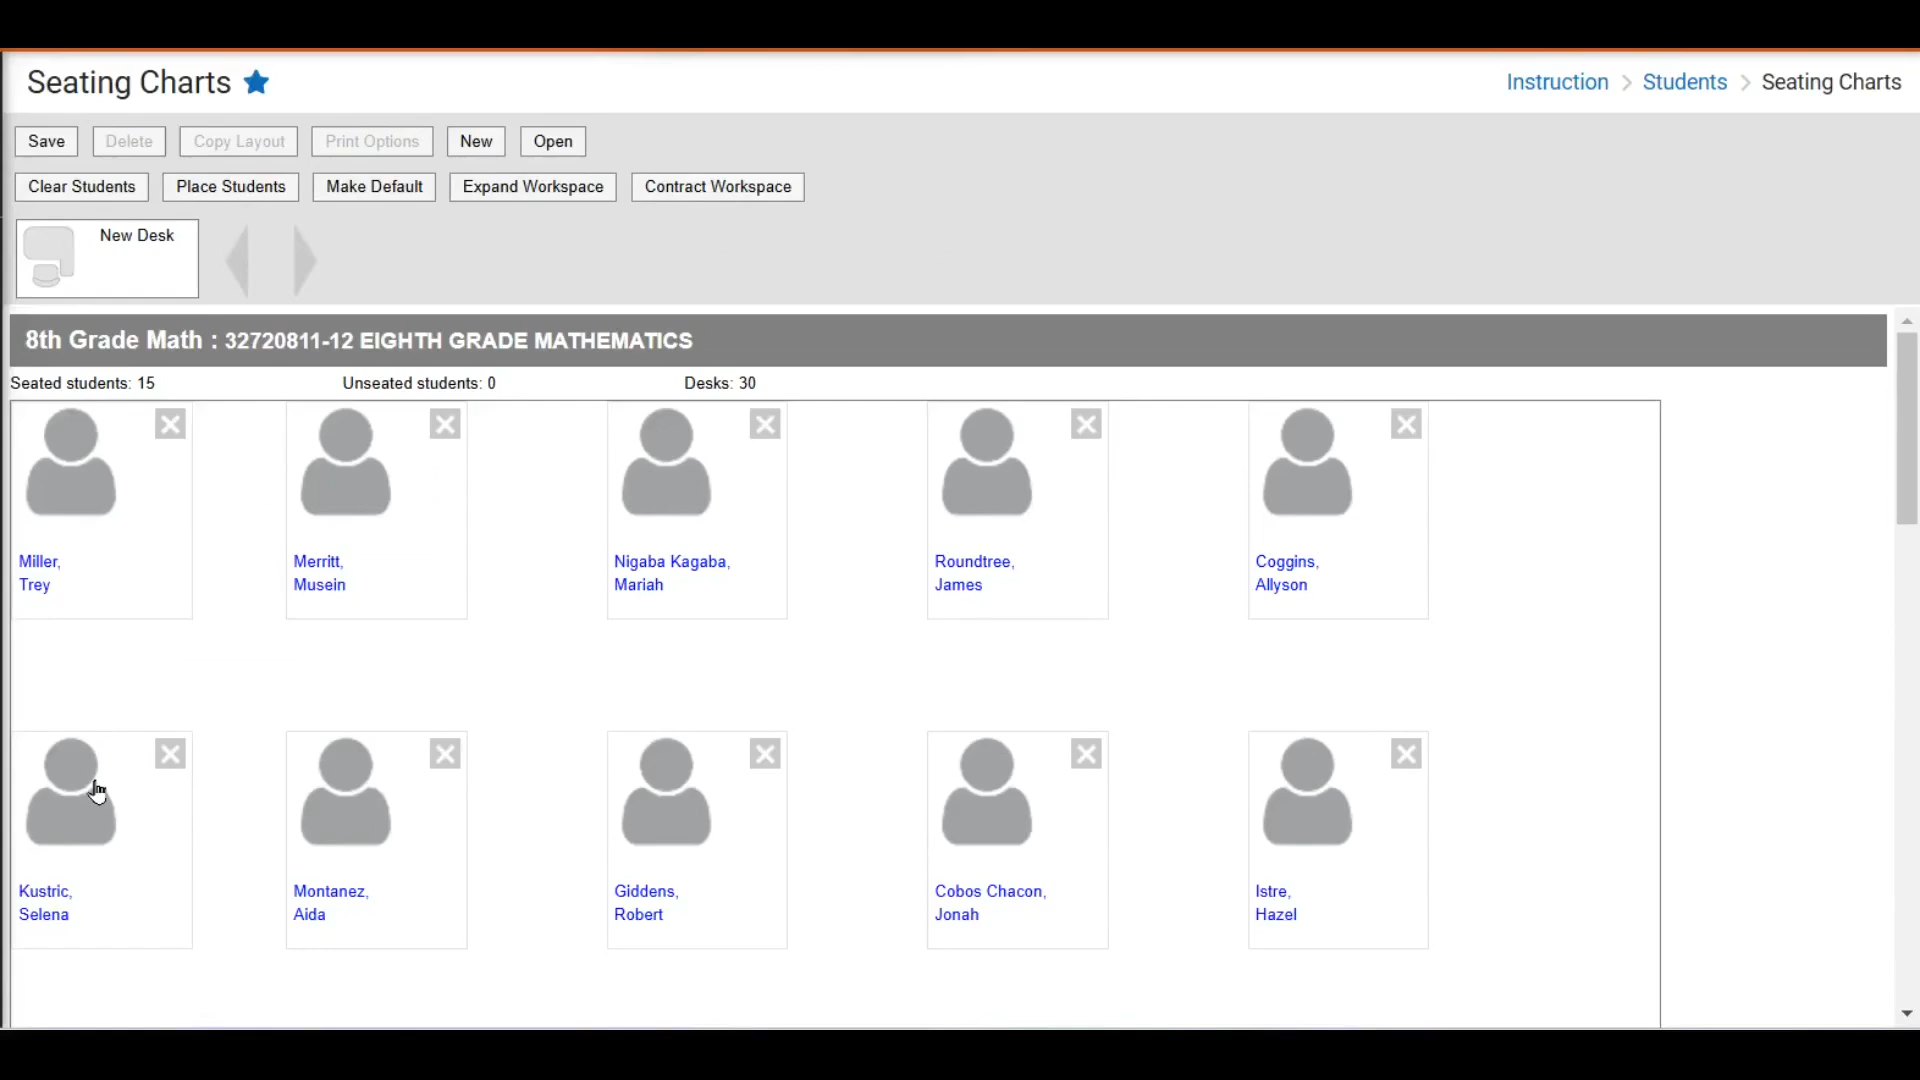 Seating Charts
Instruction > Students > Seating Charts
Save Delete Copy Layout Print Options New Open
Clear Students Place Students Make Default Expand Workspace Contract Workspace
New Desk
8th Grade Math : 32720811-12 EIGHTH GRADE MATHEMATICS
Seated students: 15 Unseated students: 0 Desks: 30
Miller,
Trey
Merritt,
Musein
Nigaba Kagaba,
Mariah
Roundtree,
James
Coggins,
Allyson
Kustric,
Selena
Montanez,
Aida
Giddens,
Robert
Cobos Chacon,
Jonah
Istre,
Hazel